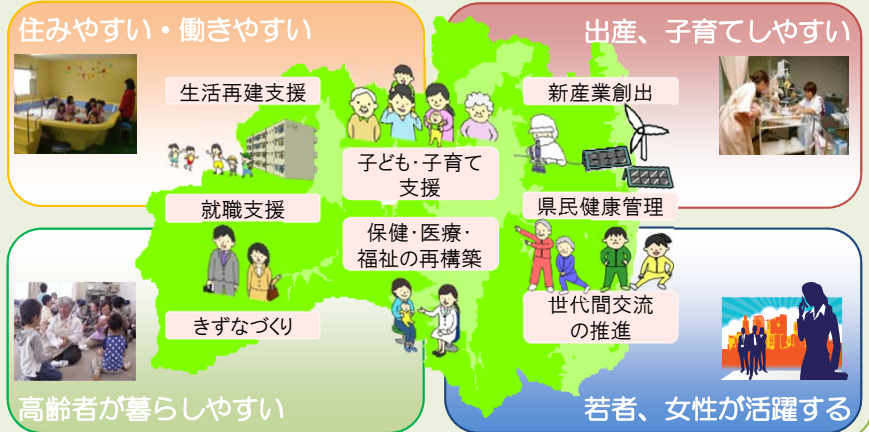 住みやすい・働きやすい
出産、子育てしやすい
生活再建支援
新産業創出
子ども・子育て
支援
就職支援
県民健康管理
保健・医療・
福祉の再構築
きずなづくり
世代間交流
の推進
高齢者が暮らしやすい
若者、女性が活躍する